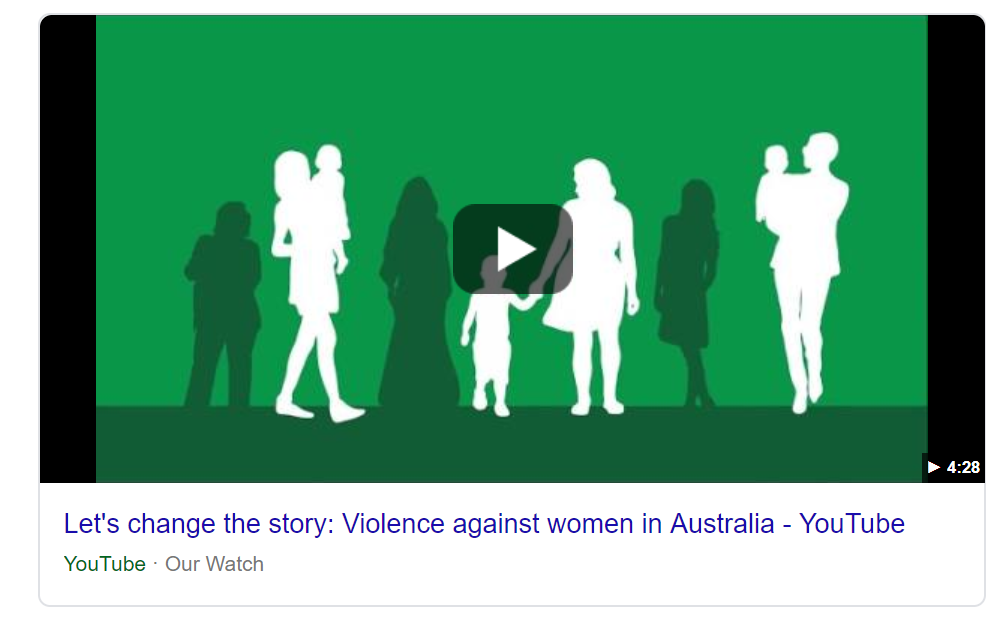 4:28
Let's change the story: Violence against women in Australia - YouTube
YouTube · Our Watch